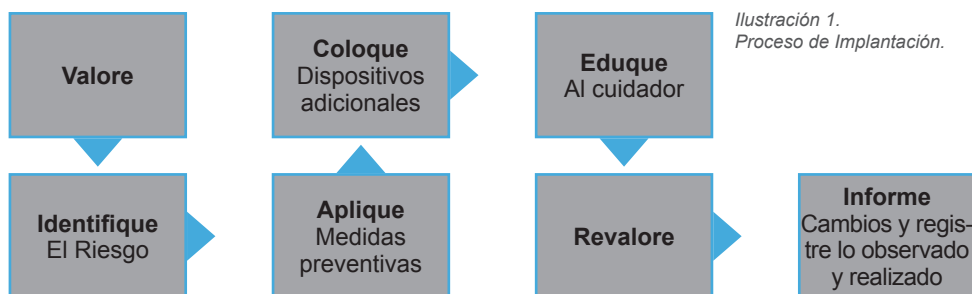 Ilustración 1.
Proceso de Implantación.
Valore
Identifique
El Riesgo
Aplique
Medidas
preventivas
Coloque
Dispositivos
adicionales
Eduque
Al cuidador
Revalore
Informe
Cambios y regis-
tre lo observado
y realizado